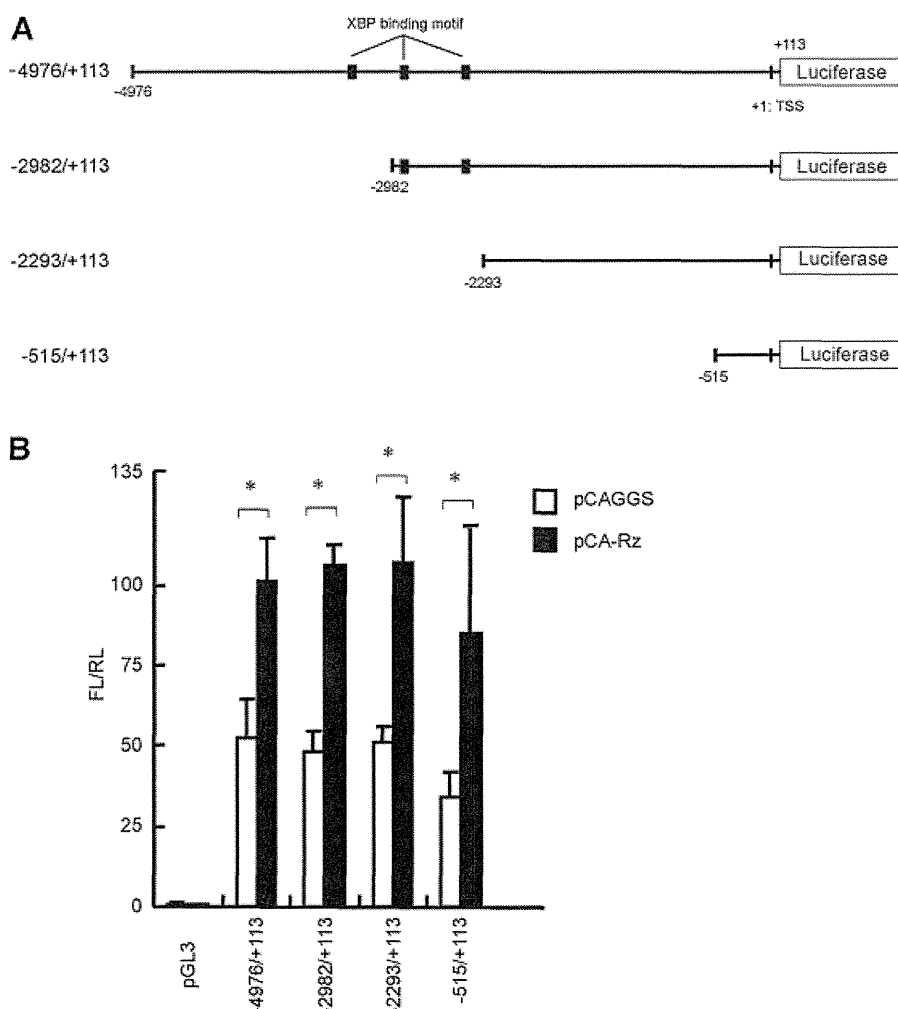 A
XBP binding motif
-4976/+113
-4976
+113
Luciferase
+1: TSS
-2982/+113
-2982
Luciferase
-2293/+113
-2293
Luciferase
-515/+113
-515
Luciferase
B
FL/RL
135
100
75
50
25
0
*
*
*
*
pCAGGS
pCA-Rz
pGL3
-4976/+113
-2982/+113
-2293/+113
-515/+113